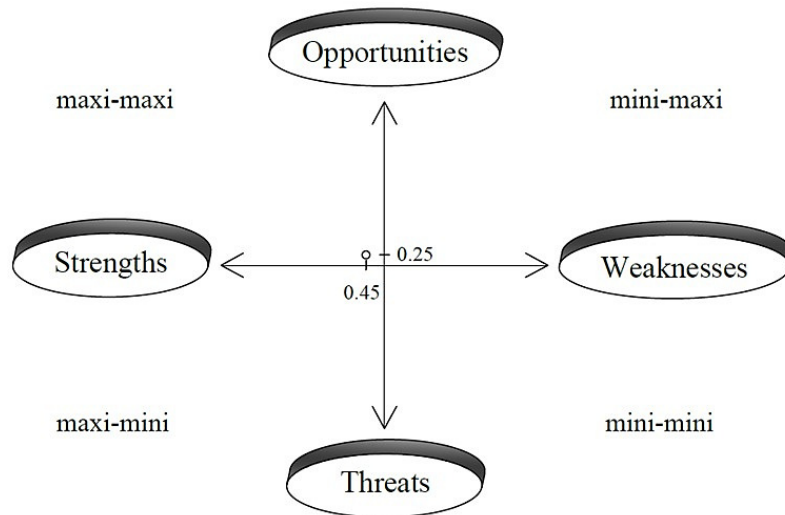 Opportunities
maxi-maxi
mini-maxi
Strengths
0.25
Weaknesses
0.45
maxi-mini
mini-mini
Threats